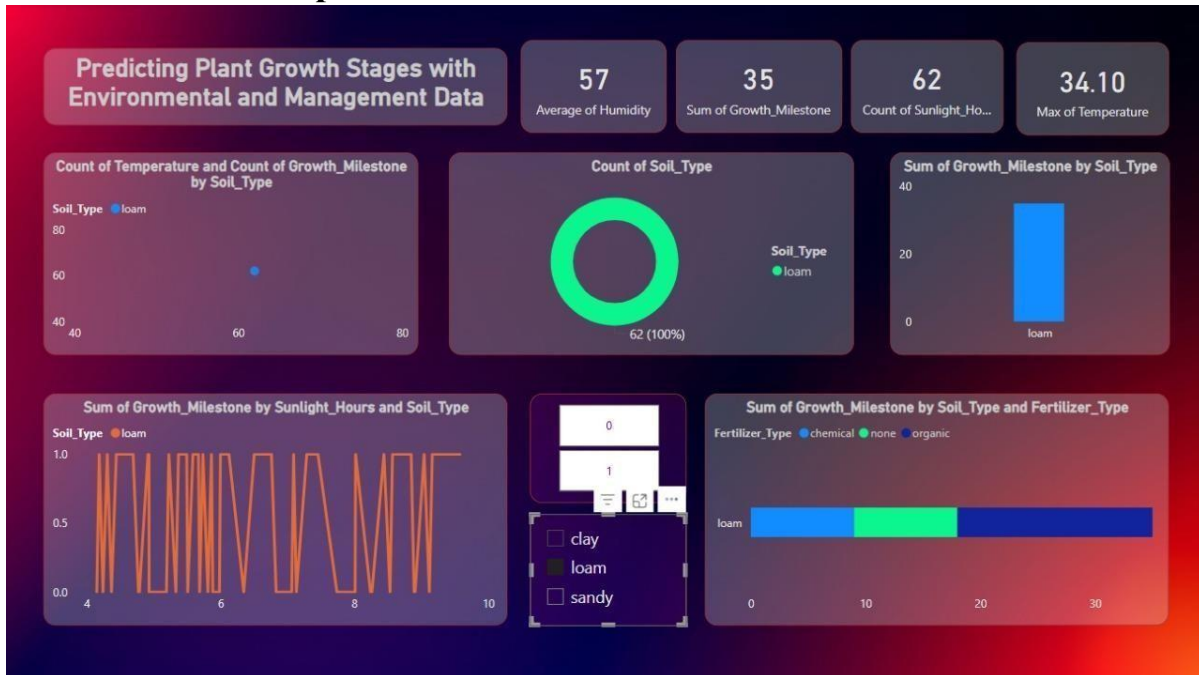 Predicting Plant Growth Stages with
Environmental and Management Data
57
Average of Humidity
35
Sum of Growth_Milestone
62
Count of Sunlight_Ho...
34.10
Max of Temperature
Count of Temperature and Count of Growth_Milestone
by Soil_Type
Soil_Type loam
80
60
40
40 60 80
Count of Soil_Type
Soil_Type
loam
62 (100%)
Sum of Growth_Milestone by Soil_Type
40
20
0
loam
Sum of Growth_Milestone by Sunlight_Hours and Soil_Type
Soil_Type loam
1.0
0.5
0.0
4 6 8 10
0
1
clay
loam
sandy
Sum of Growth_Milestone by Soil_Type and Fertilizer_Type
Fertilizer_Type chemical none organic
loam
0 10 20 30